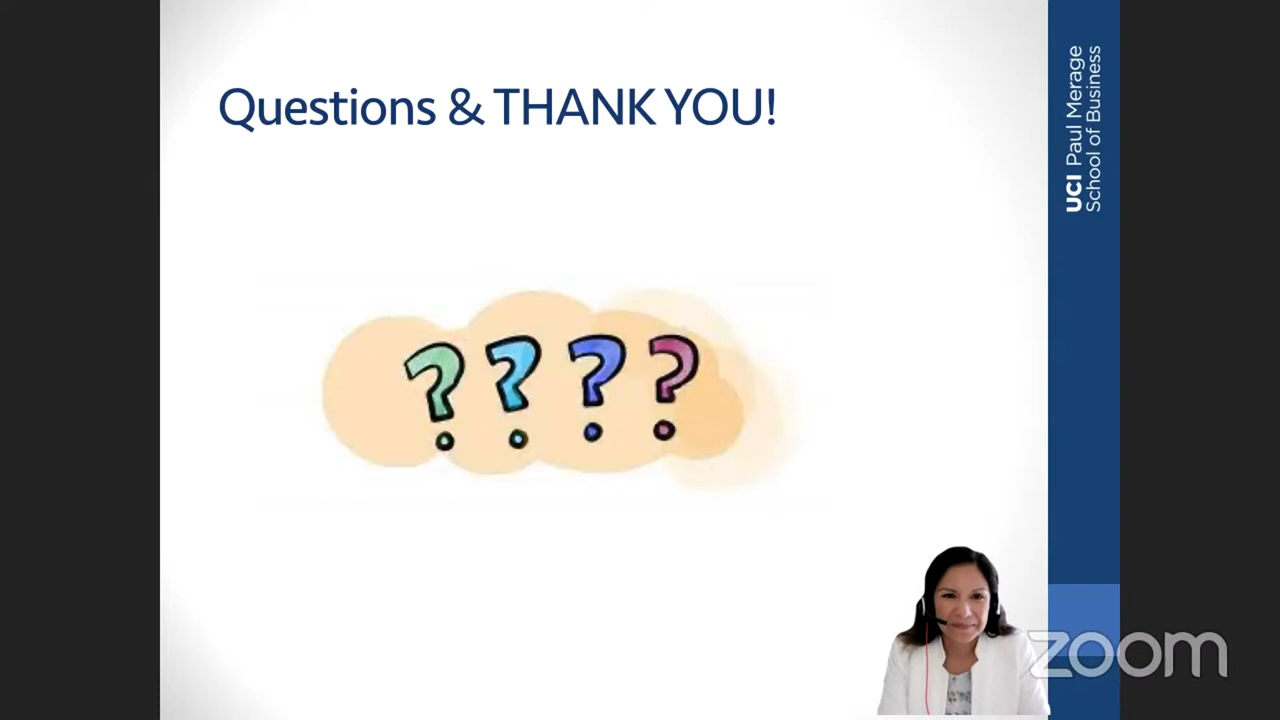 Questions & THANK YOU!
UCI Paul Merage
School of Business
? ? ? ?
zoom